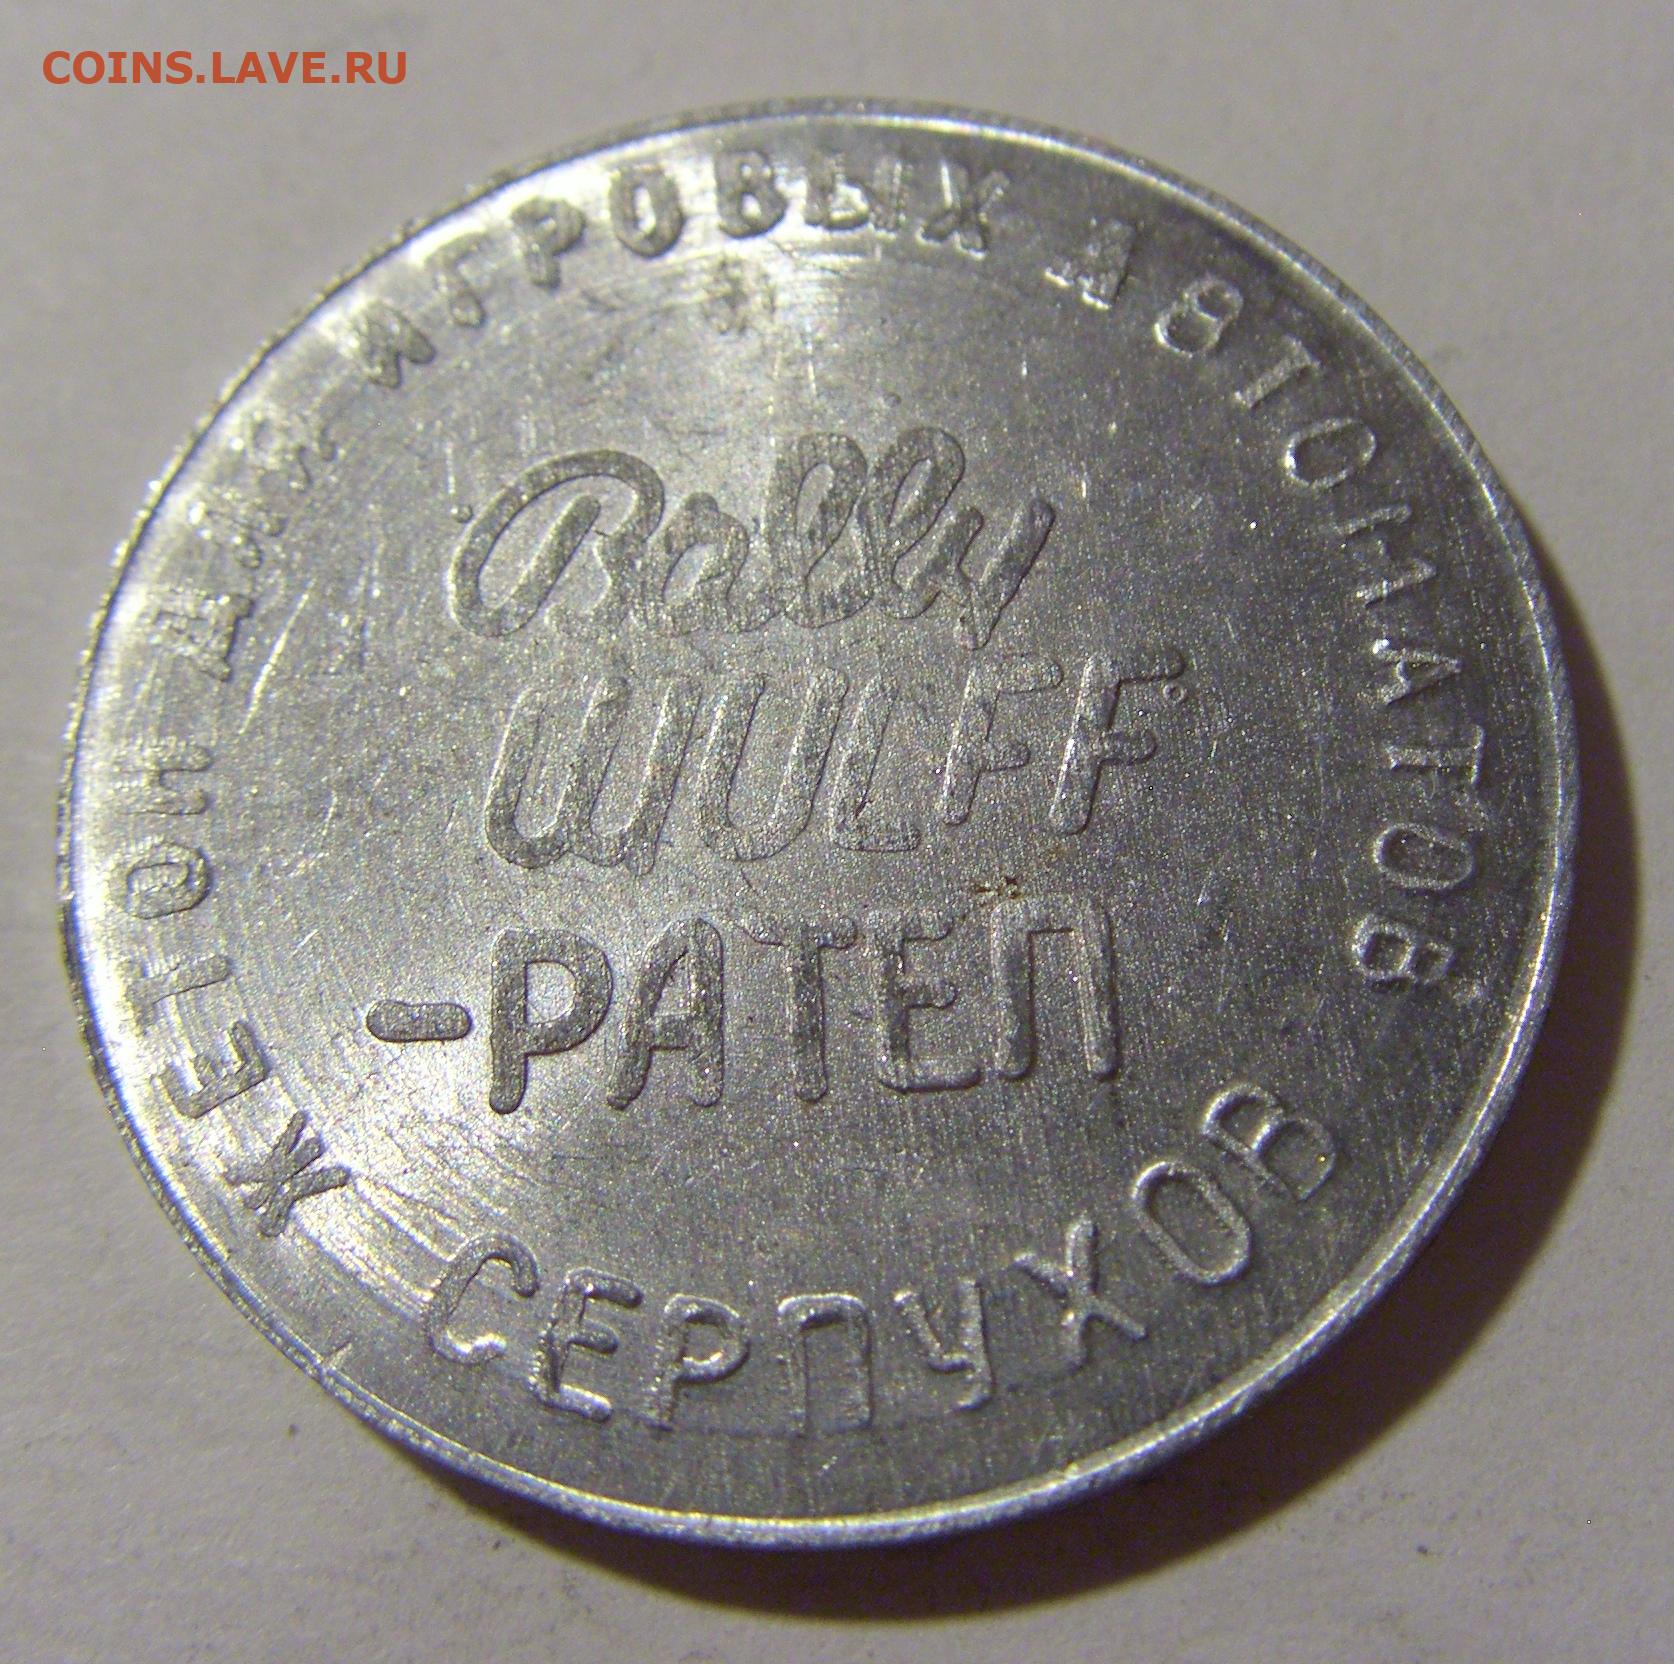 COINS.LAVE.RU
ЖЕТОН ДЛЯ ИГРОВЫХ АВТОМАТОВ
Bally
WULFF
-РАТЕП
СЕРПУХОВ